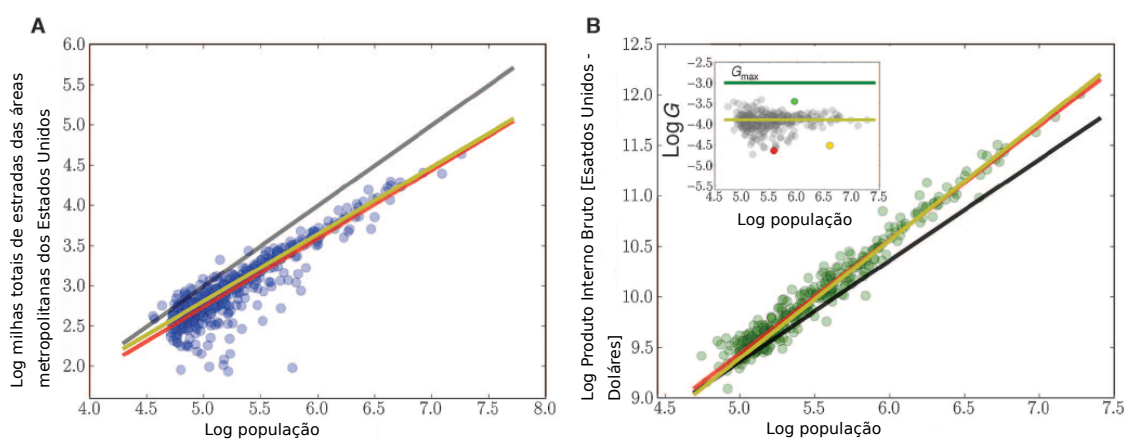 A
Log milhas totais de estradas das áreas
metropolitanas dos Estados Unidos
6.0
5.5
5.0
4.5
4.0
3.5
3.0
2.5
2.0
4.0 4.5 5.0 5.5 6.0 6.5 7.0 7.5 8.0
Log população
B
Log Produto Interno Bruto [Esatdos Unidos -
Doláres]
12.5
12.0
11.5
11.0
10.5
10.0
9.5
9.0
4.5 5.0 5.5 6.0 6.5 7.0 7.5
Log população
Log G
-2.5
-3.0
-3.5
-4.0
-4.5
-5.0
-5.5
Gmax
4.5 5.0 5.5 6.0 6.5 7.0 7.5
Log população